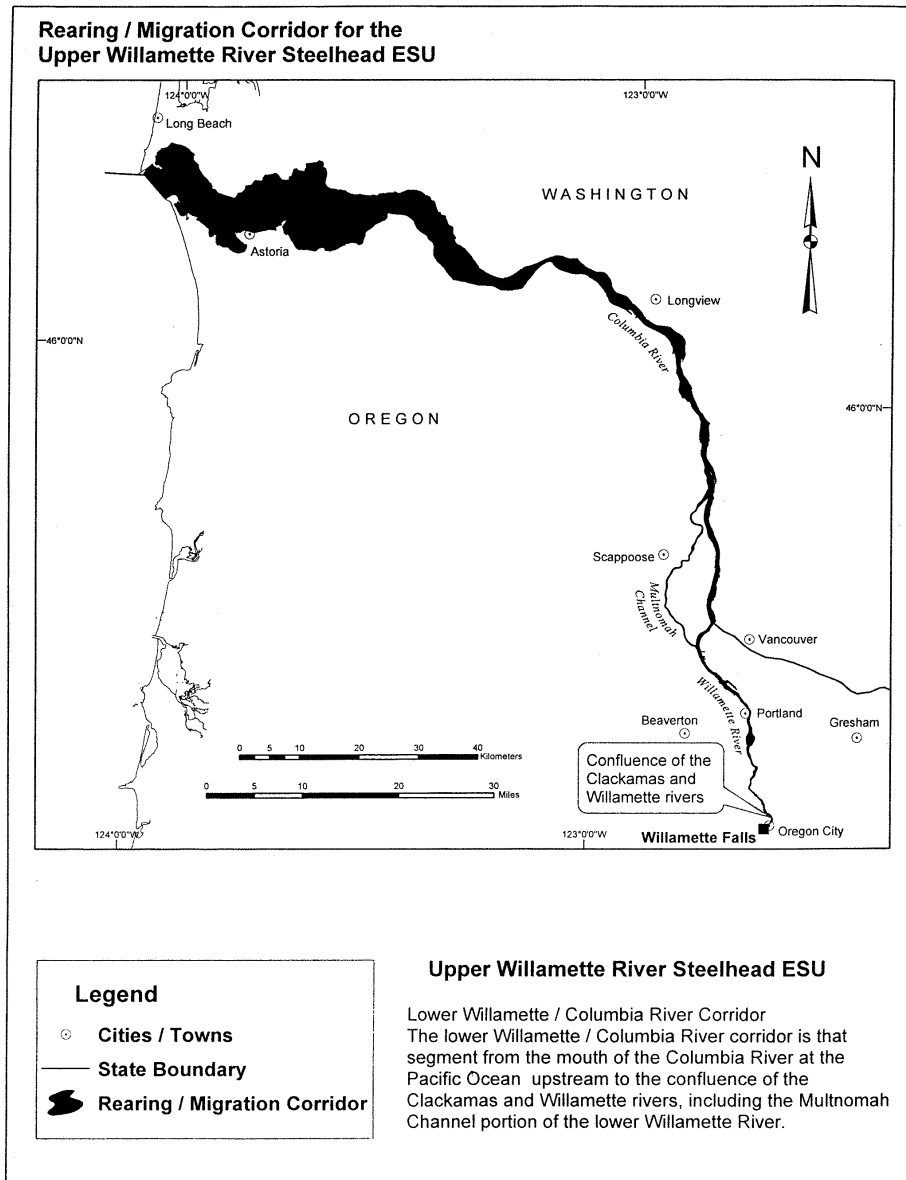 Rearing / Migration Corridor for the
Upper Willamette River Steelhead ESU
124°0'0"W
123°0'0"W
Long Beach
N
WASHINGTON
Astoria
Longview
Columbia River
46°0'0"N
46°0'0"N
OREGON
Scappoose
Multnomah
Channel
Vancouver
Willamette River
Portland
Beaverton
Gresham
0 5 10 20 30 40
Kilometers
Confluence of the
Clackamas and
Willamette rivers
0 5 10 20 30
Miles
124°0'0"W
123°0'0"W
Oregon City
Willamette Falls
Legend
Cities / Towns
State Boundary
Rearing / Migration Corridor
Upper Willamette River Steelhead ESU
Lower Willamette / Columbia River Corridor
The lower Willamette / Columbia River corridor is that
segment from the mouth of the Columbia River at the
Pacific Ocean upstream to the confluence of the
Clackamas and Willamette rivers, including the Multnomah
Channel portion of the lower Willamette River.